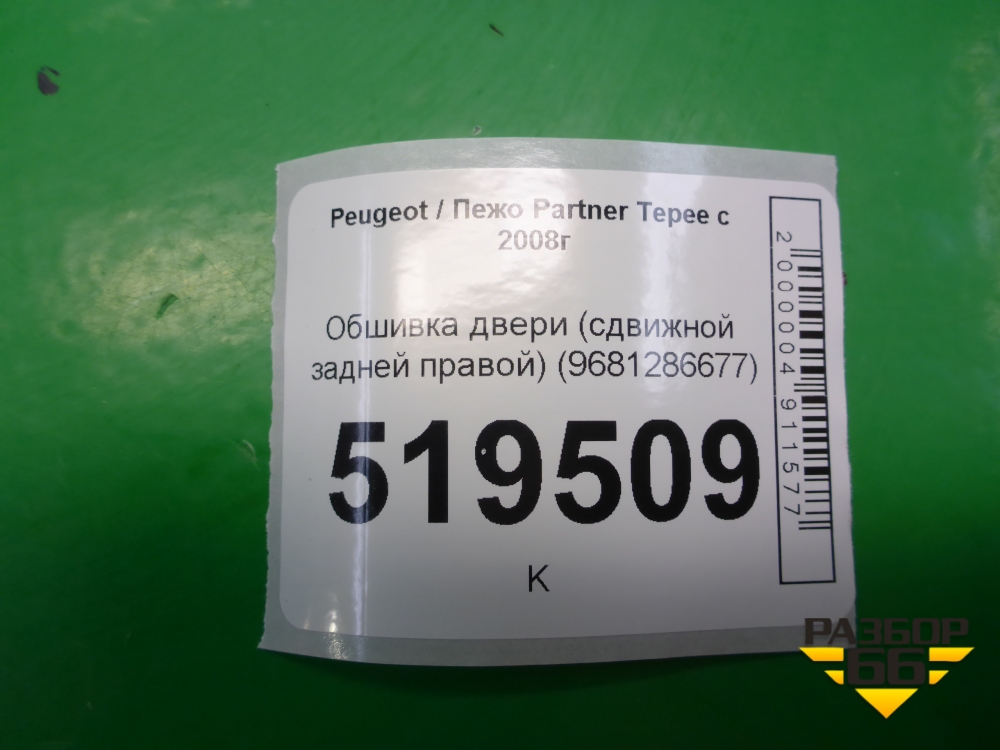 Peugeot / Пежо Partner Tepee с
2008г
Обшивка двери (сдвижной
задней правой) (9681286677)
519509
К
2000004911577
РАЗБОР
66